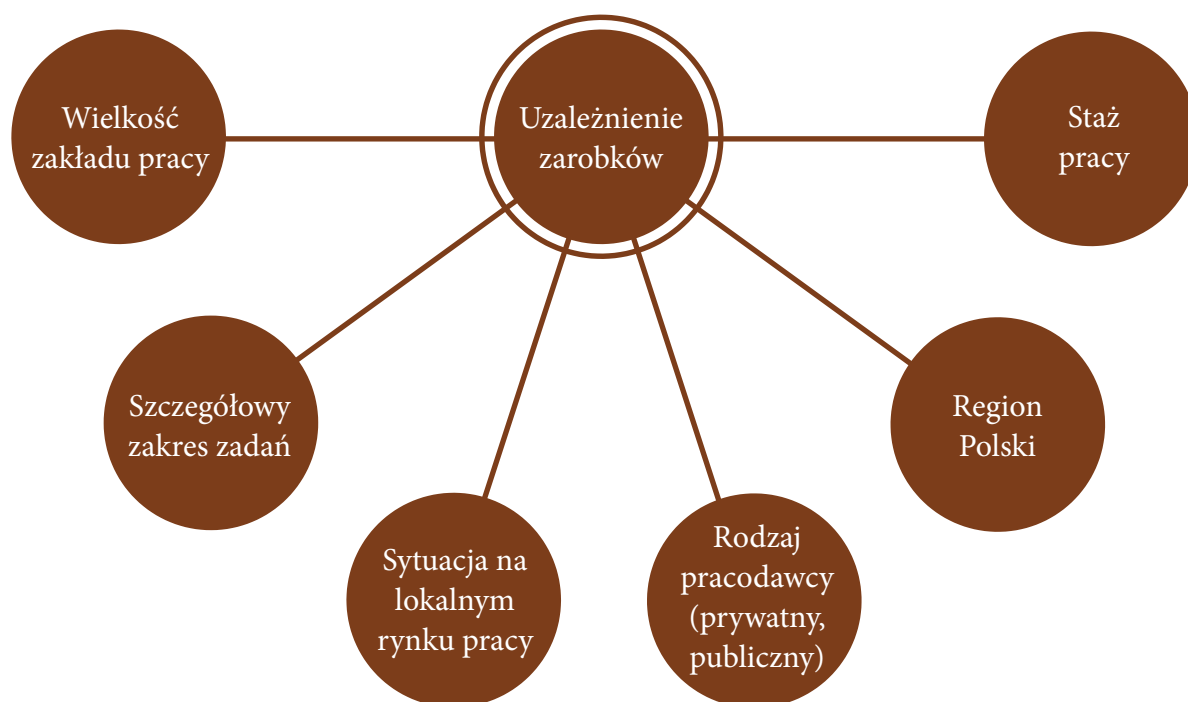 Wielkość
zakładu pracy
Uzależnienie
zarobków
Staż
pracy
Szczegółowy
zakres zadań
Region
Polski
Sytuacja na
lokalnym
rynku pracy
Rodzaj
pracodawcy
(prywatny,
publiczny)